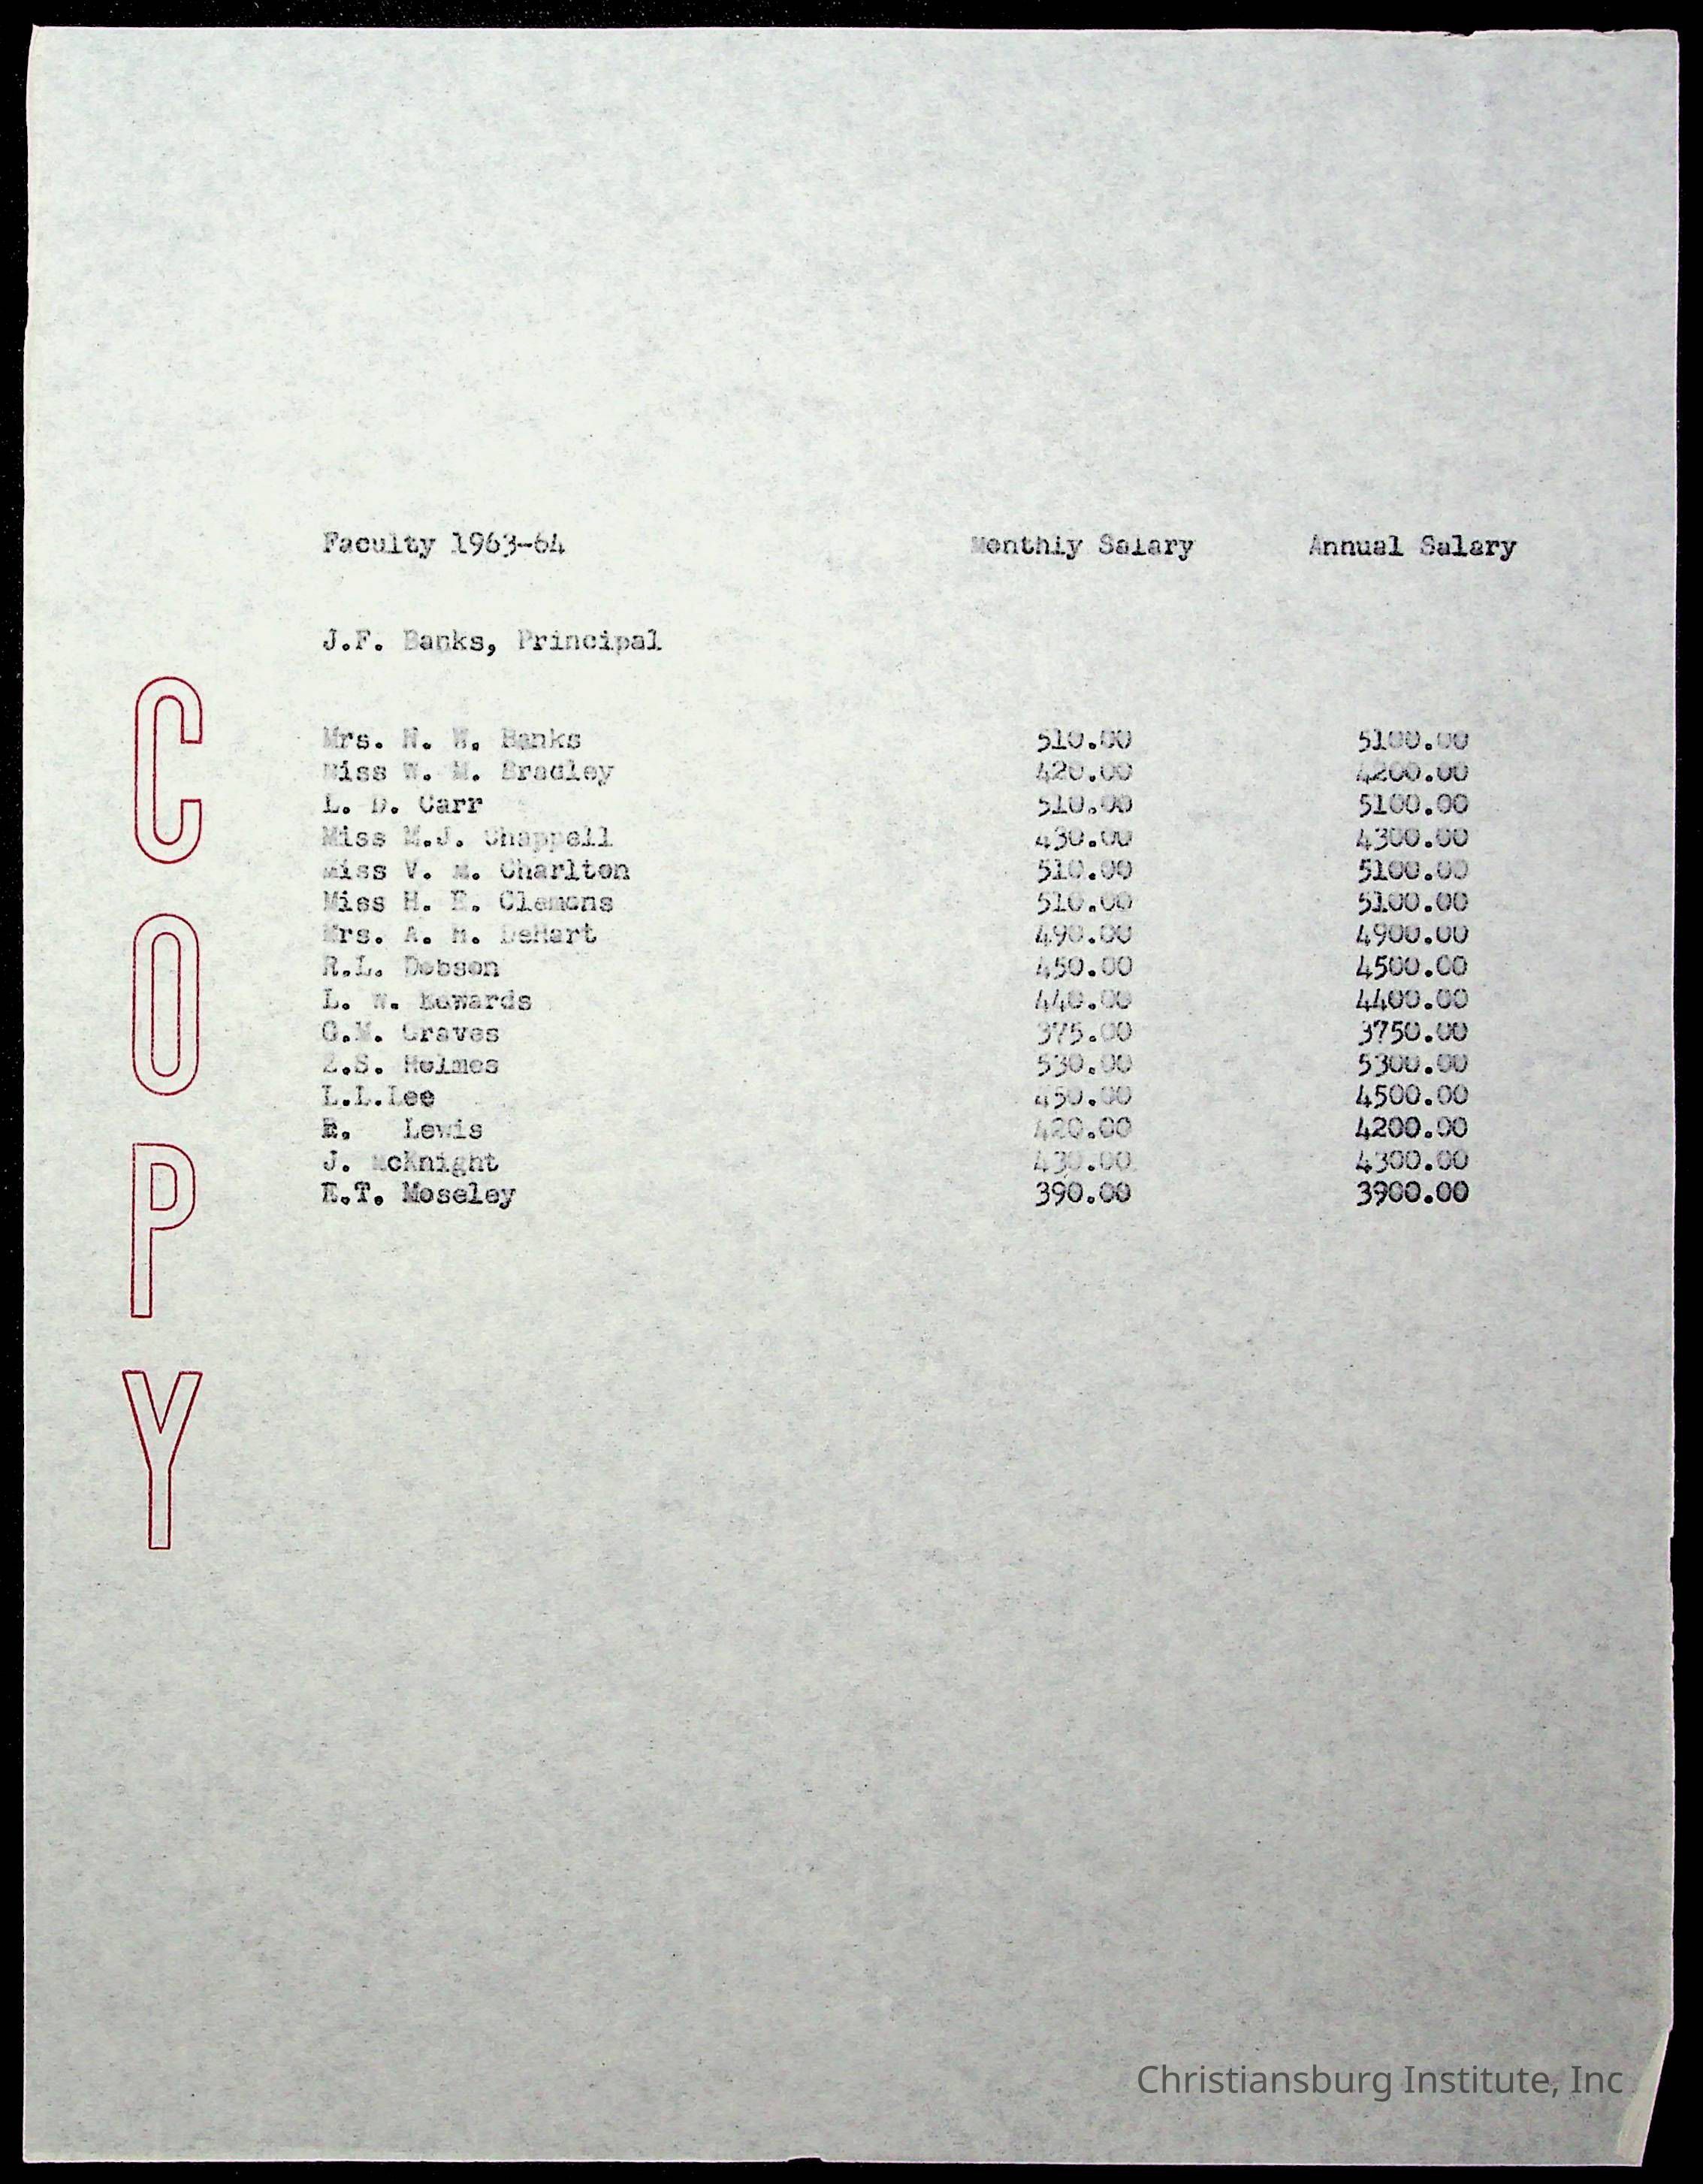 Faculty 1963-64 Monthly Salary Annual Salary
J.F. Banks, Principal
Mrs. N. W. Banks 510.00 5100.00
Miss W. M. Bradley 420.00 4200.00
L. D. Carr 510.00 5100.00
Miss M.J. Chappell 430.00 4300.00
Miss V. M. Charlton 510.00 5100.00
Miss H. E. Clemons 510.00 5100.00
Mrs. A. M. DeHart 490.00 4900.00
R.L. Dobson 450.00 4500.00
L. W. Edwards 440.00 4400.00
G.M. Graves 375.00 3750.00
Z.S. Holmes 530.00 5300.00
L.L.Lee 450.00 4500.00
E. Lewis 420.00 4200.00
J. McKnight 430.00 4300.00
E.T. Moseley 390.00 3900.00
COPY
Christiansburg Institute, Inc